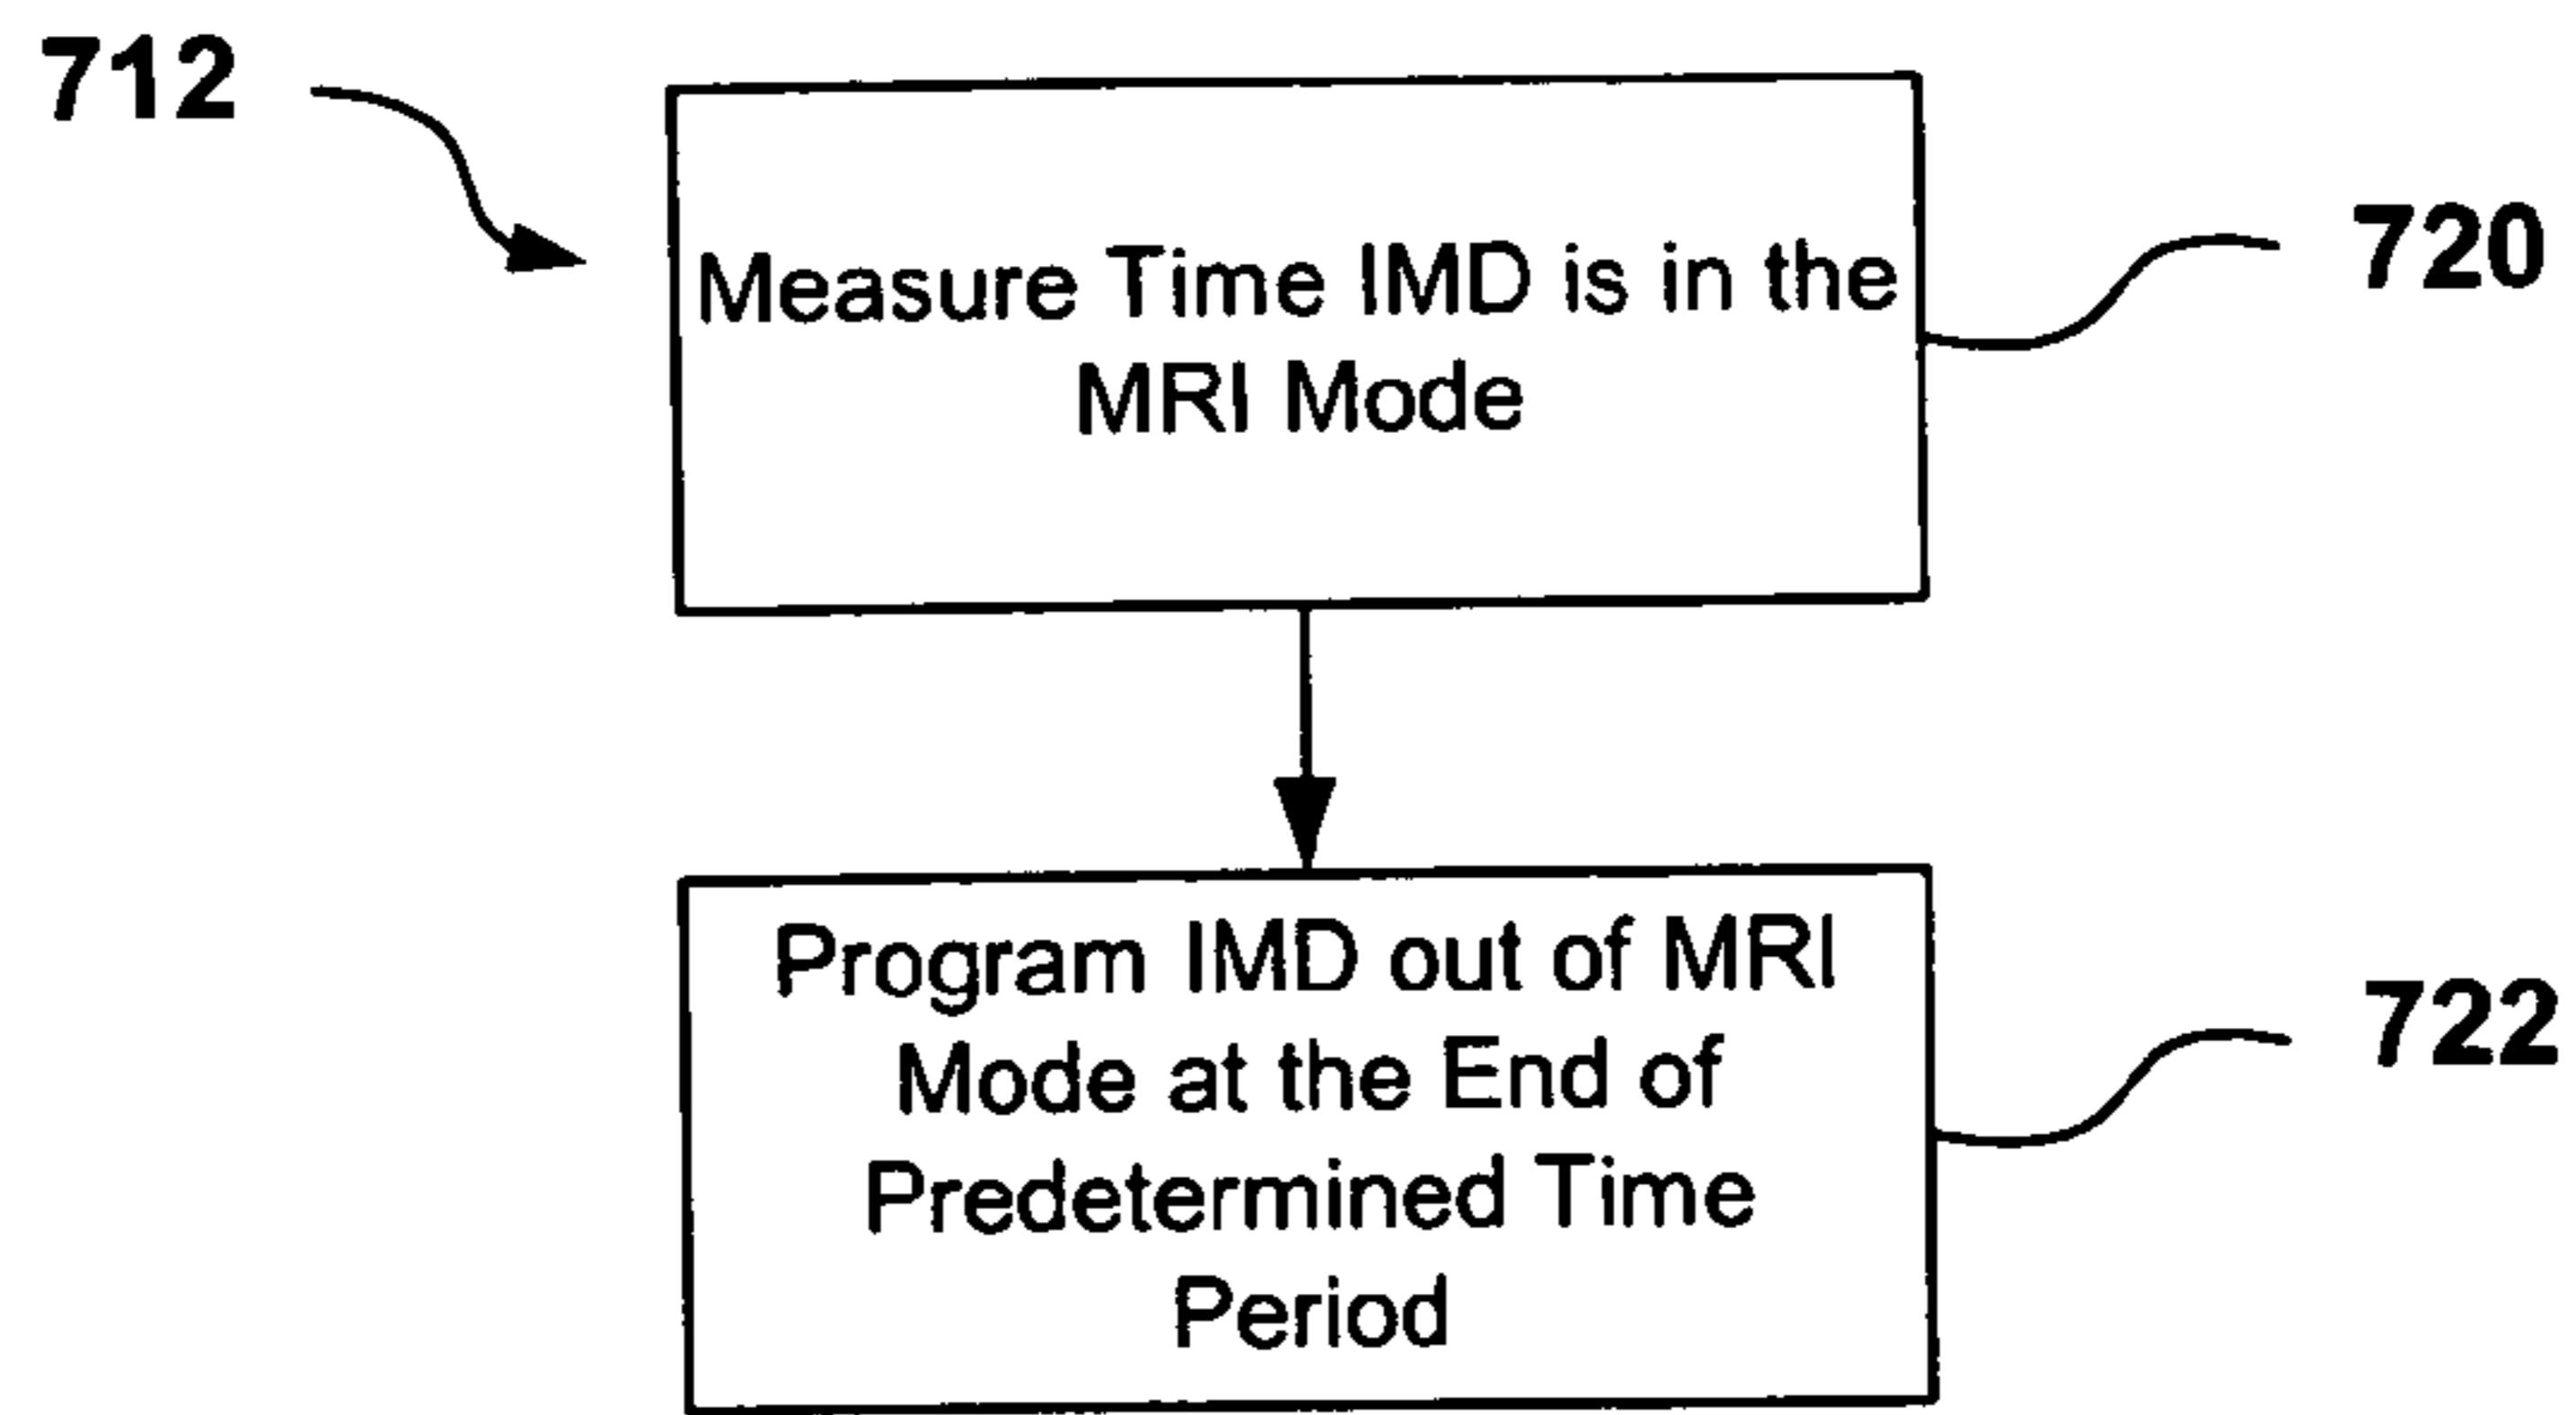 712
Measure Time IMD is in the
MRI Mode
720
Program IMD out of MRI
Mode at the End of
Predetermined Time
Period
722